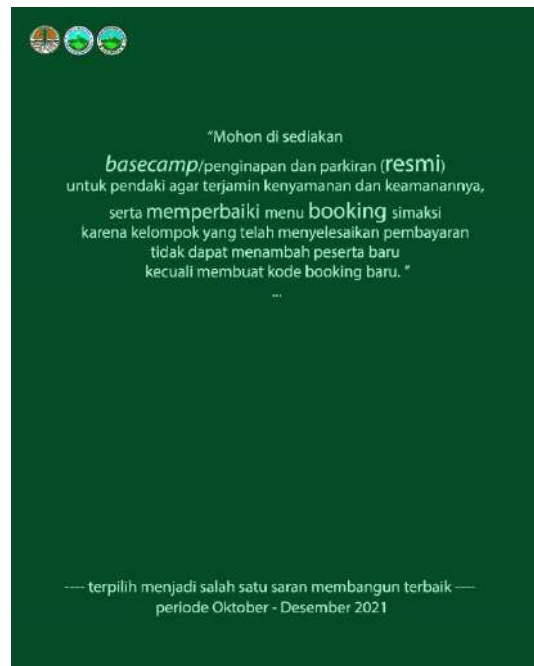 "Mohon di sediakan
basecamp/penginapan dan parkiran (resmi)
untuk pendaki agar terjamin kenyamanan dan keamanannya,
serta memperbaiki menu booking simaksi
karena kelompok yang telah menyelesaikan pembayaran
tidak dapat menambah peserta baru
kecuali membuat kode booking baru. "
...
---- terpilih menjadi salah satu saran membangun terbaik ----
periode Oktober - Desember 2021